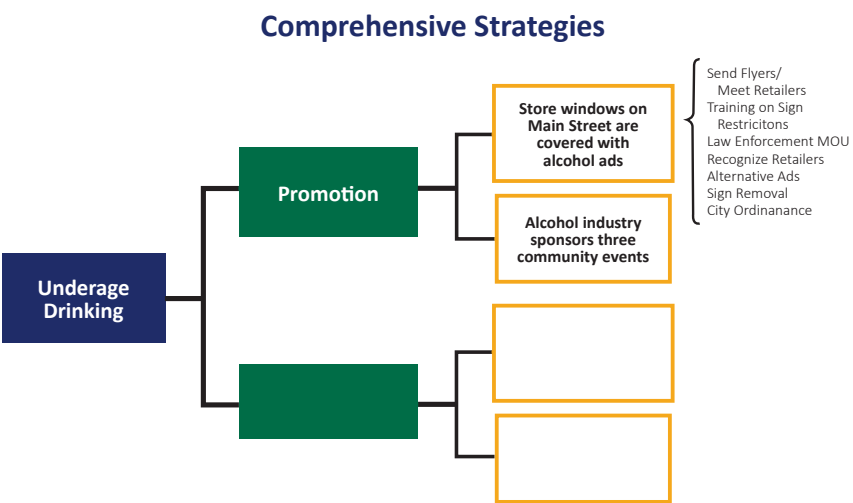 Comprehensive Strategies
Underage
Drinking
Promotion
Store windows on
Main Street are
covered with
alcohol ads
Alcohol industry
sponsors three
community events
Send Flyers/
Meet Retailers
Training on Sign
Restricitons
Law Enforcement MOU
Recognize Retailers
Alternative Ads
Sign Removal
City Ordinanance